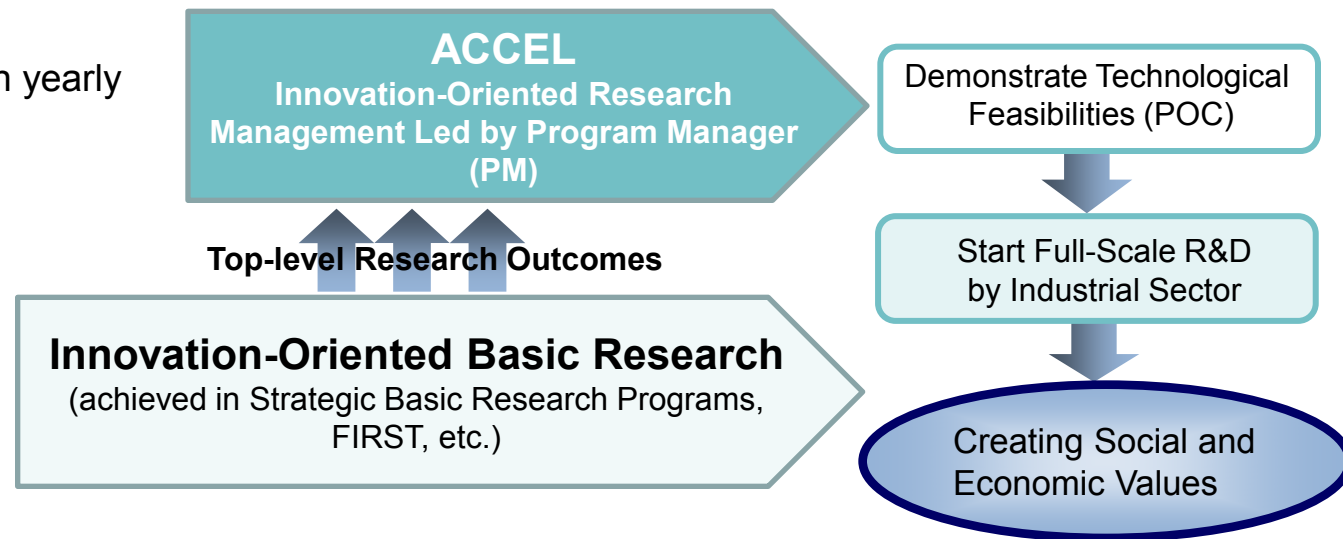 n yearly
ACCEL
Innovation-Oriented Research
Management Led by Program Manager
(PM)
Demonstrate Technological
Feasibilities (POC)
Top-level Research Outcomes
Start Full-Scale R&D
by Industrial Sector
Innovation-Oriented Basic Research
(achieved in Strategic Basic Research Programs,
FIRST, etc.)
Creating Social and
Economic Values